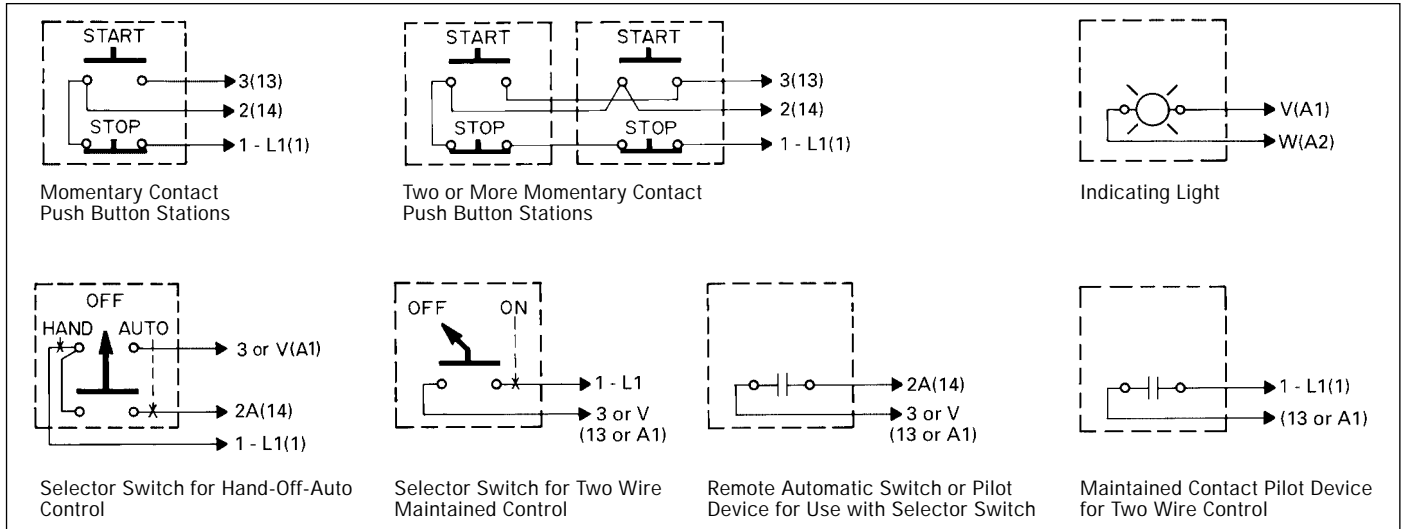 START
3(13)
2(14)
STOP
1 - L1(1)
Momentary Contact
Push Button Stations
START START
3(13)
2(14)
STOP STOP
1 - L1(1)
Two or More Momentary Contact
Push Button Stations
V(A1)
W(A2)
Indicating Light
OFF
HAND AUTO
3 or V(A1)
2A(14)
1 - L1(1)
Selector Switch for Hand-Off-Auto
Control
OFF ON
1 - L1
3 or V
(13 or A1)
Selector Switch for Two Wire
Maintained Control
2A(14)
3 or V
(13 or A1)
Remote Automatic Switch or Pilot
Device for Use with Selector Switch
1 - L1(1)
(13 or A1)
Maintained Contact Pilot Device
for Two Wire Control